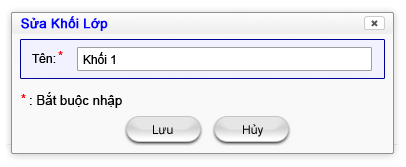 Sửa Khối Lớp
Tên:* Khối 1
* : Bắt buộc nhập
Lưu Hủy